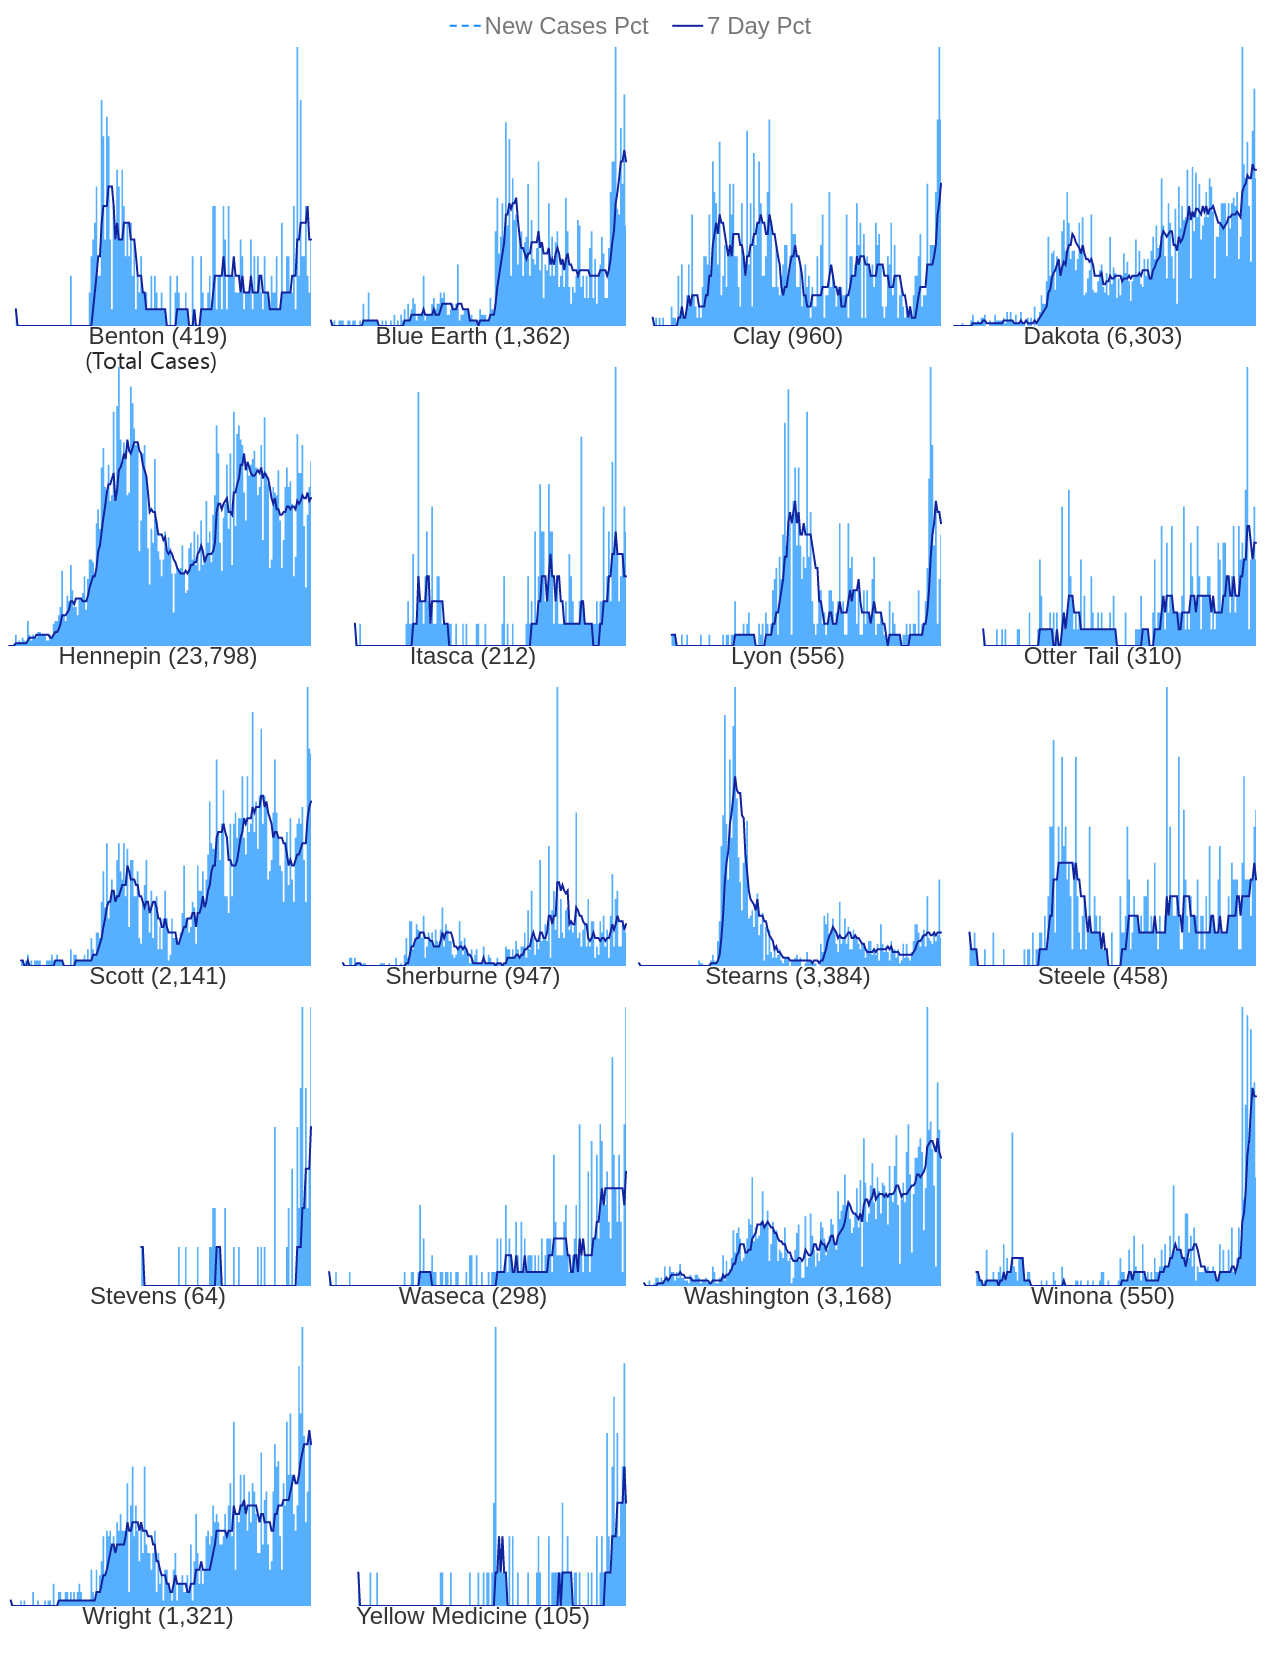 New Cases Pct 7 Day Pct
Benton (419) Blue Earth (1,362) Clay (960) Dakota (6,303)
(Total Cases)
Hennepin (23,798) Itasca (212) Lyon (556) Otter Tail (310)
Scott (2,141) Sherburne (947) Stearns (3,384) Steele (458)
Stevens (64) Waseca (298) Washington (3,168) Winona (550)
Wright (1,321) Yellow Medicine (105)